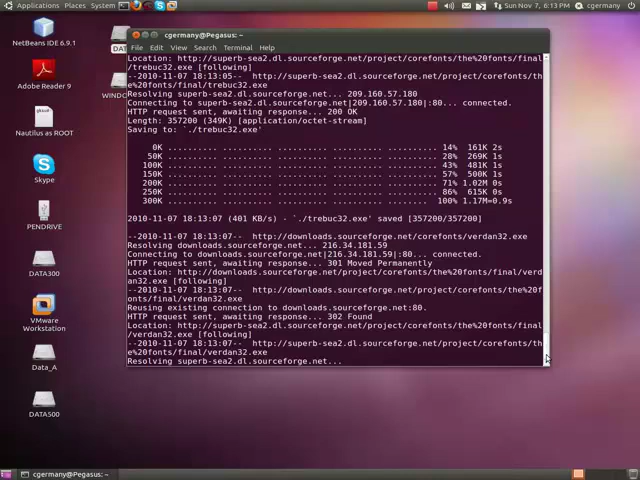 Applications Places System
Sun Nov 7, 6:13 PM
cgermany
NetBeans IDE 6.9.1
Adobe Reader 9
Nautilus as ROOT
Skype
PENDRIVE
DATA300
VMware
Workstation
Data_A
DATA500
DAT
WINDO
cgermany@Pegasus: ~
File Edit View Search Terminal Help
Location: http://superb-sea2.dl.sourceforge.net/project/corefonts/the%20fonts/final
/trebuc32.exe [following]
--2010-11-07 18:13:05-- http://superb-sea2.dl.sourceforge.net/project/corefonts/th
e%20fonts/final/trebuc32.exe
Resolving superb-sea2.dl.sourceforge.net... 209.160.57.180
Connecting to superb-sea2.dl.sourceforge.net|209.160.57.180|:80... connected.
HTTP request sent, awaiting response... 200 OK
Length: 357200 (349K) [application/octet-stream]
Saving to: `./trebuc32.exe'
0K .......... .......... .......... .......... .......... 14% 161K 2s
50K .......... .......... .......... .......... .......... 28% 269K 1s
100K .......... .......... .......... .......... .......... 43% 481K 1s
150K .......... .......... .......... .......... .......... 57% 500K 1s
200K .......... .......... .......... .......... .......... 71% 1.02M 0s
250K .......... .......... .......... .......... .......... 86% 615K 0s
300K .......... .......... .......... .......... ........ 100% 1.17M=0.9s
2010-11-07 18:13:07 (401 KB/s) - `./trebuc32.exe' saved [357200/357200]
--2010-11-07 18:13:07-- http://downloads.sourceforge.net/corefonts/verdan32.exe
Resolving downloads.sourceforge.net... 216.34.181.59
Connecting to downloads.sourceforge.net|216.34.181.59|:80... connected.
HTTP request sent, awaiting response... 301 Moved Permanently
Location: http://downloads.sourceforge.net/project/corefonts/the%20fonts/final/verd
an32.exe [following]
--2010-11-07 18:13:07-- http://downloads.sourceforge.net/project/corefonts/the%20f
onts/final/verdan32.exe
Reusing existing connection to downloads.sourceforge.net:80.
HTTP request sent, awaiting response... 302 Found
Location: http://superb-sea2.dl.sourceforge.net/project/corefonts/the%20fonts/final
/verdan32.exe [following]
--2010-11-07 18:13:07-- http://superb-sea2.dl.sourceforge.net/project/corefonts/th
e%20fonts/final/verdan32.exe
Resolving superb-sea2.dl.sourceforge.net...
cgermany@Pegasus: ~